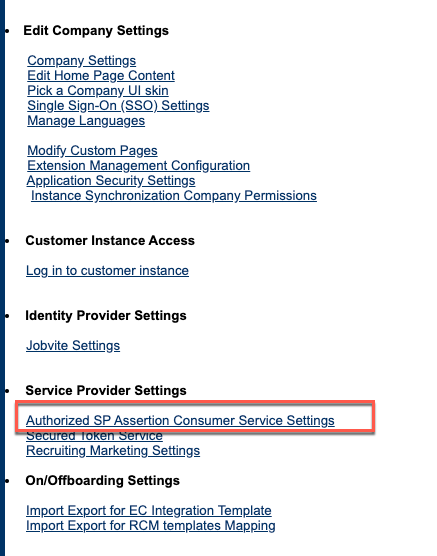 Edit Company Settings
Company Settings
Edit Home Page Content
Pick a Company UI skin
Single Sign-On (SSO) Settings
Manage Languages
Modify Custom Pages
Extension Management Configuration
Application Security Settings
Instance Synchronization Company Permissions
Customer Instance Access
Log in to customer instance
Identity Provider Settings
Jobvite Settings
Service Provider Settings
Authorized SP Assertion Consumer Service Settings
Secured Token Service
Recruiting Marketing Settings
On/Offboarding Settings
Import Export for EC Integration Template
Import Export for RCM templates Mapping